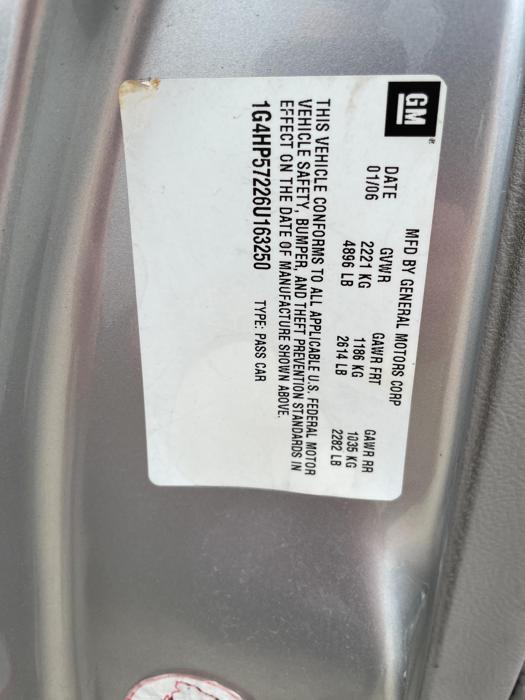 GM
®
MFD BY GENERAL MOTORS CORP
DATE GVWR GAWR FRT GAWR RR
01/06 2221 KG 1186 KG 1035 KG
4896 LB 2614 LB 2282 LB
THIS VEHICLE CONFORMS TO ALL APPLICABLE U.S. FEDERAL MOTOR
VEHICLE SAFETY, BUMPER, AND THEFT PREVENTION STANDARDS IN
EFFECT ON THE DATE OF MANUFACTURE SHOWN ABOVE.
1G4HP57226U163250 TYPE: PASS CAR